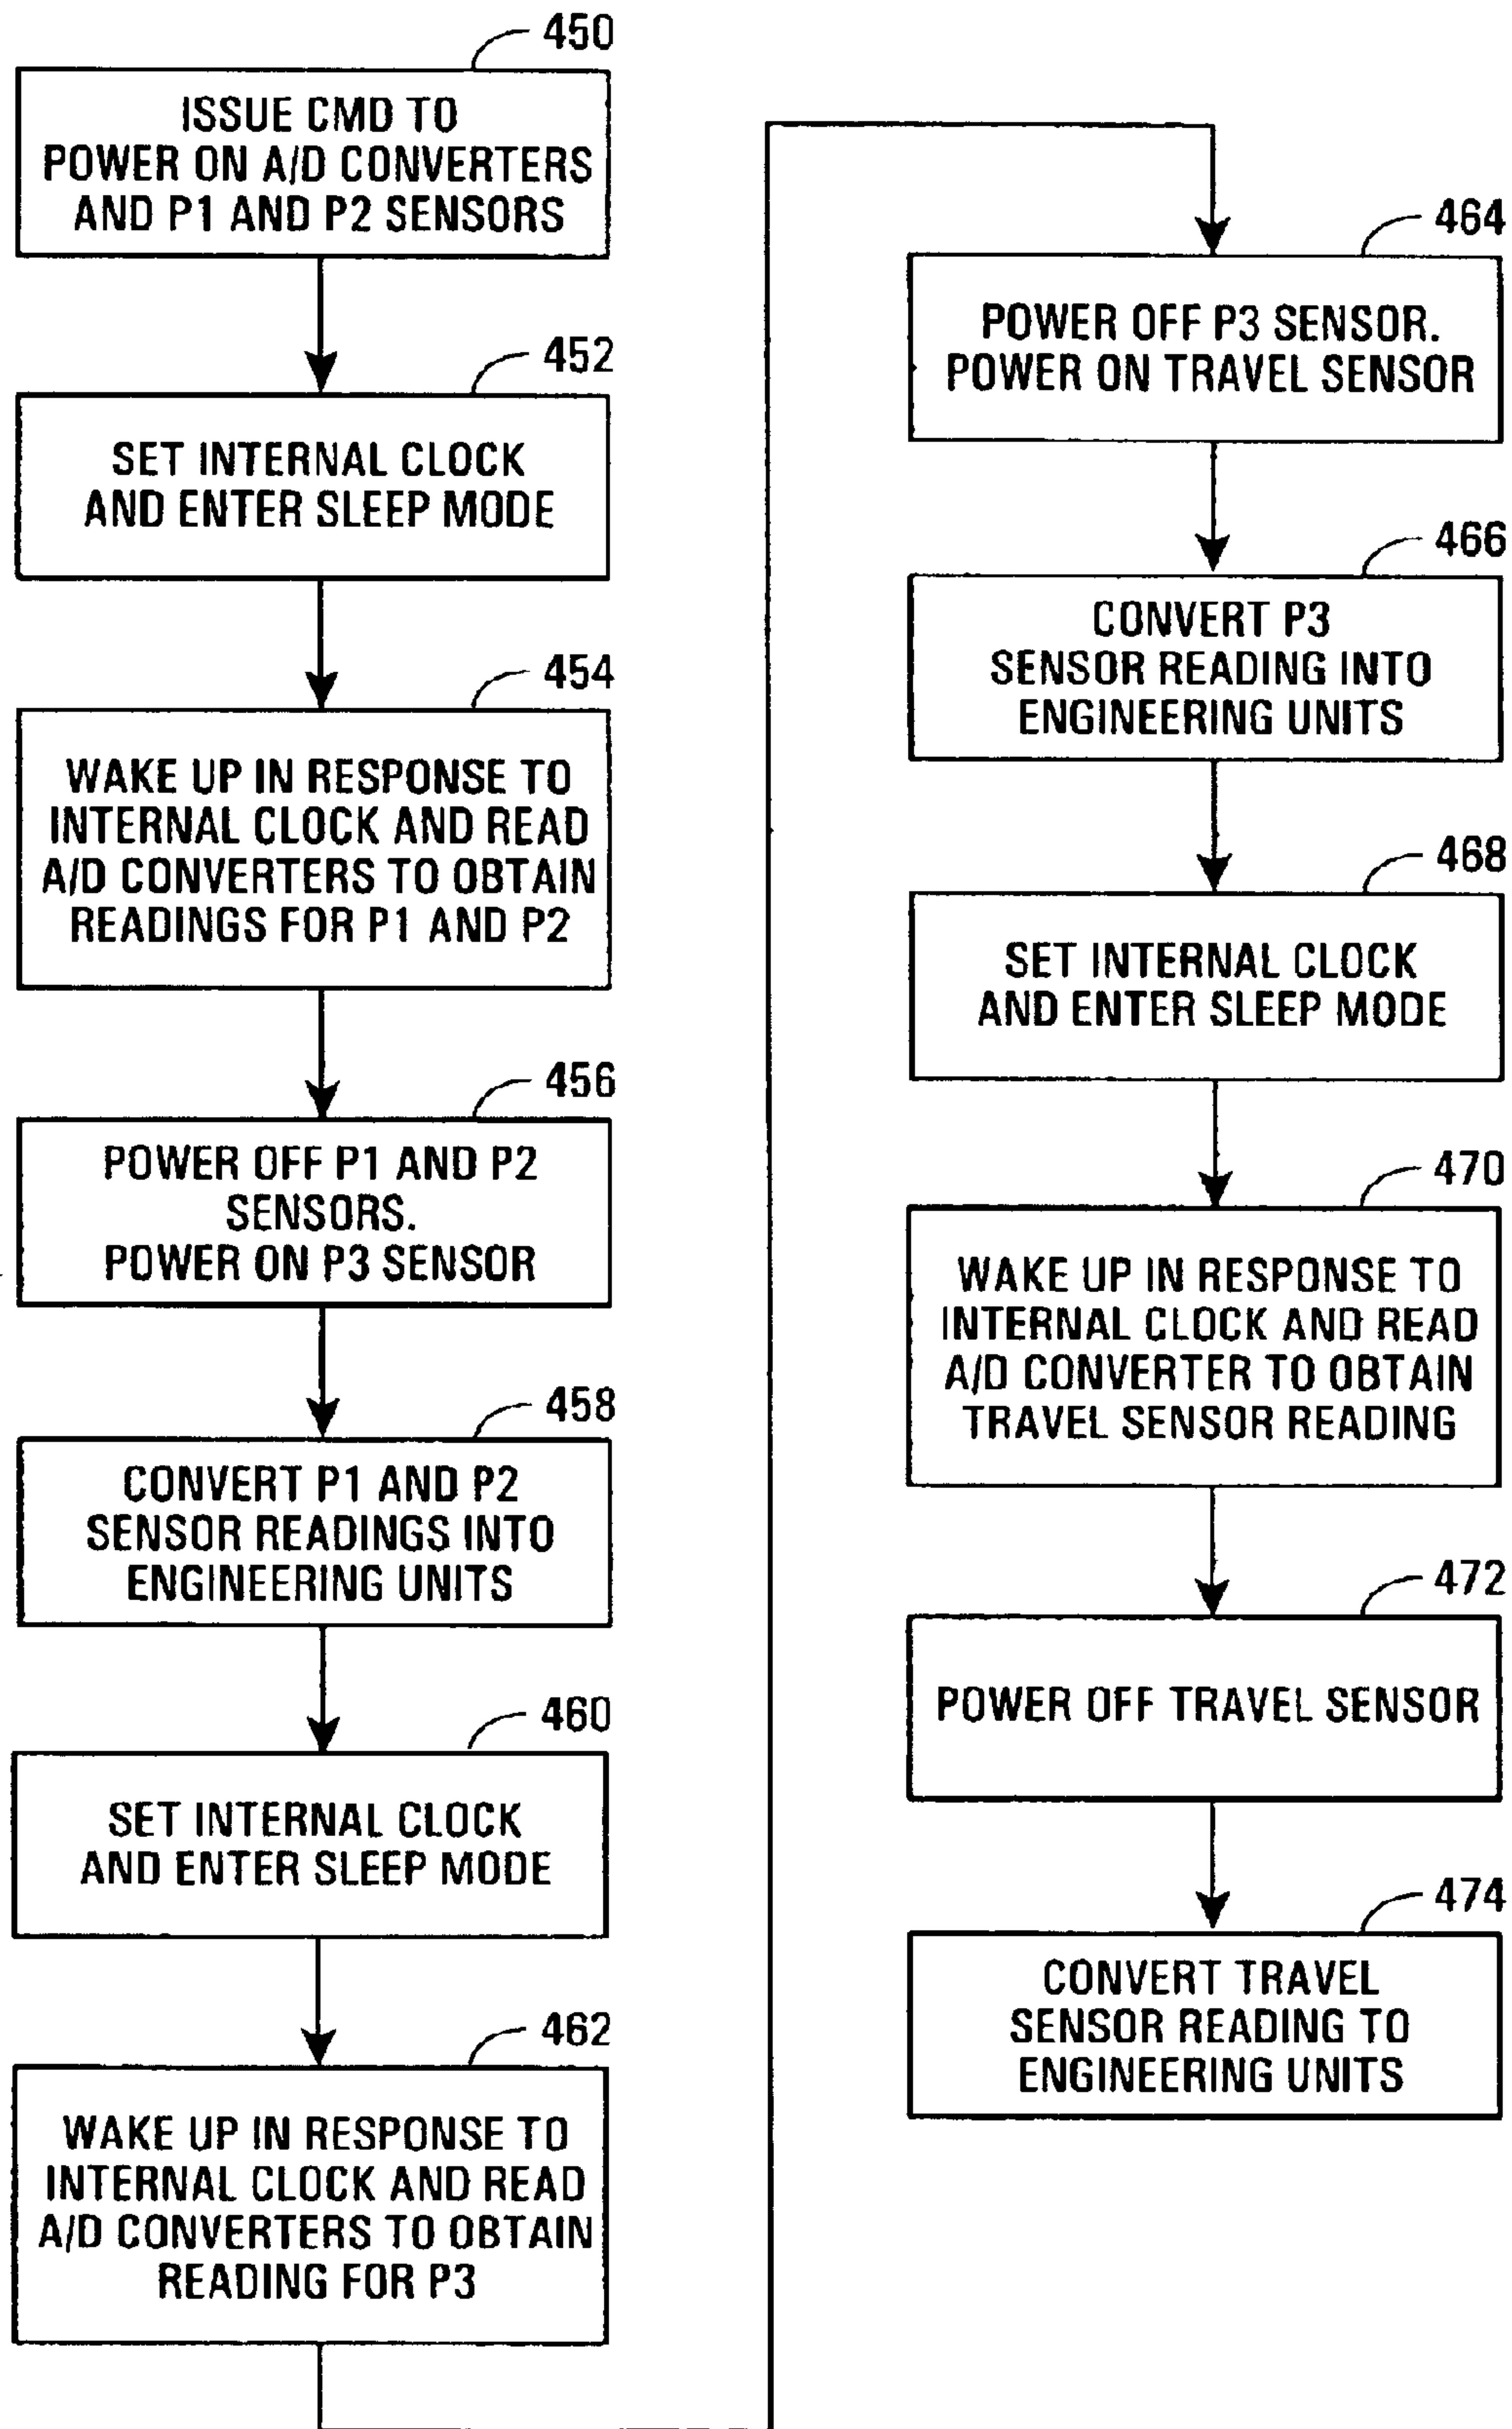 450
ISSUE CMD TO
POWER ON A/D CONVERTERS
AND P1 AND P2 SENSORS
452
SET INTERNAL CLOCK
AND ENTER SLEEP MODE
454
WAKE UP IN RESPONSE TO
INTERNAL CLOCK AND READ
A/D CONVERTERS TO OBTAIN
READINGS FOR P1 AND P2
456
POWER OFF P1 AND P2
SENSORS.
POWER ON P3 SENSOR
458
CONVERT P1 AND P2
SENSOR READINGS INTO
ENGINEERING UNITS
460
SET INTERNAL CLOCK
AND ENTER SLEEP MODE
462
WAKE UP IN RESPONSE TO
INTERNAL CLOCK AND READ
A/D CONVERTERS TO OBTAIN
READING FOR P3
464
POWER OFF P3 SENSOR.
POWER ON TRAVEL SENSOR
466
CONVERT P3
SENSOR READING INTO
ENGINEERING UNITS
468
SET INTERNAL CLOCK
AND ENTER SLEEP MODE
470
WAKE UP IN RESPONSE TO
INTERNAL CLOCK AND READ
A/D CONVERTER TO OBTAIN
TRAVEL SENSOR READING
472
POWER OFF TRAVEL SENSOR
474
CONVERT TRAVEL
SENSOR READING TO
ENGINEERING UNITS